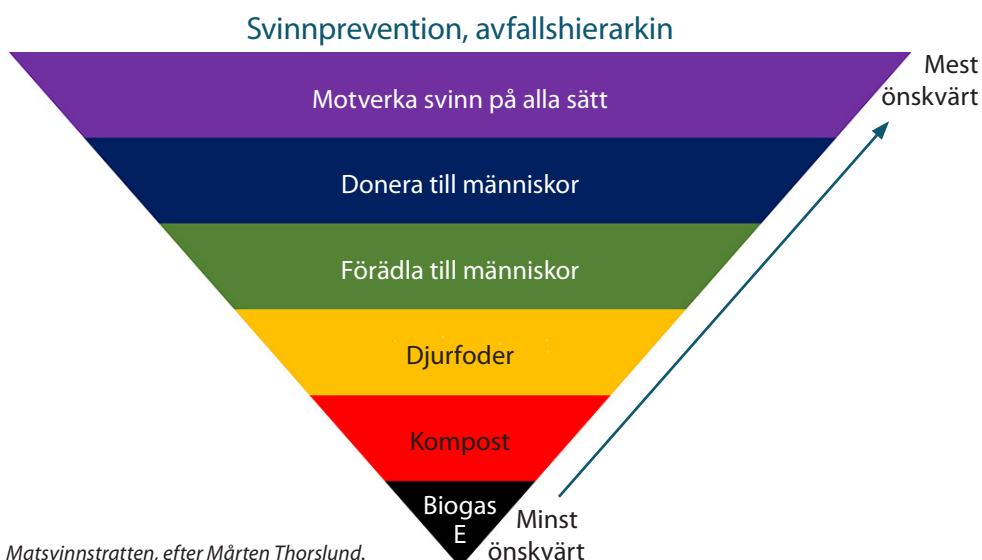 Svinnprevention, avfallshierarkin
Mest
önskvärt
Motverka svinn på alla sätt
Donera till människor
Förädla till människor
Djurfoder
Kompost
Biogas
E
Minst
önskvärt
Matsvinnstratten, efter Mårten Thorslund.